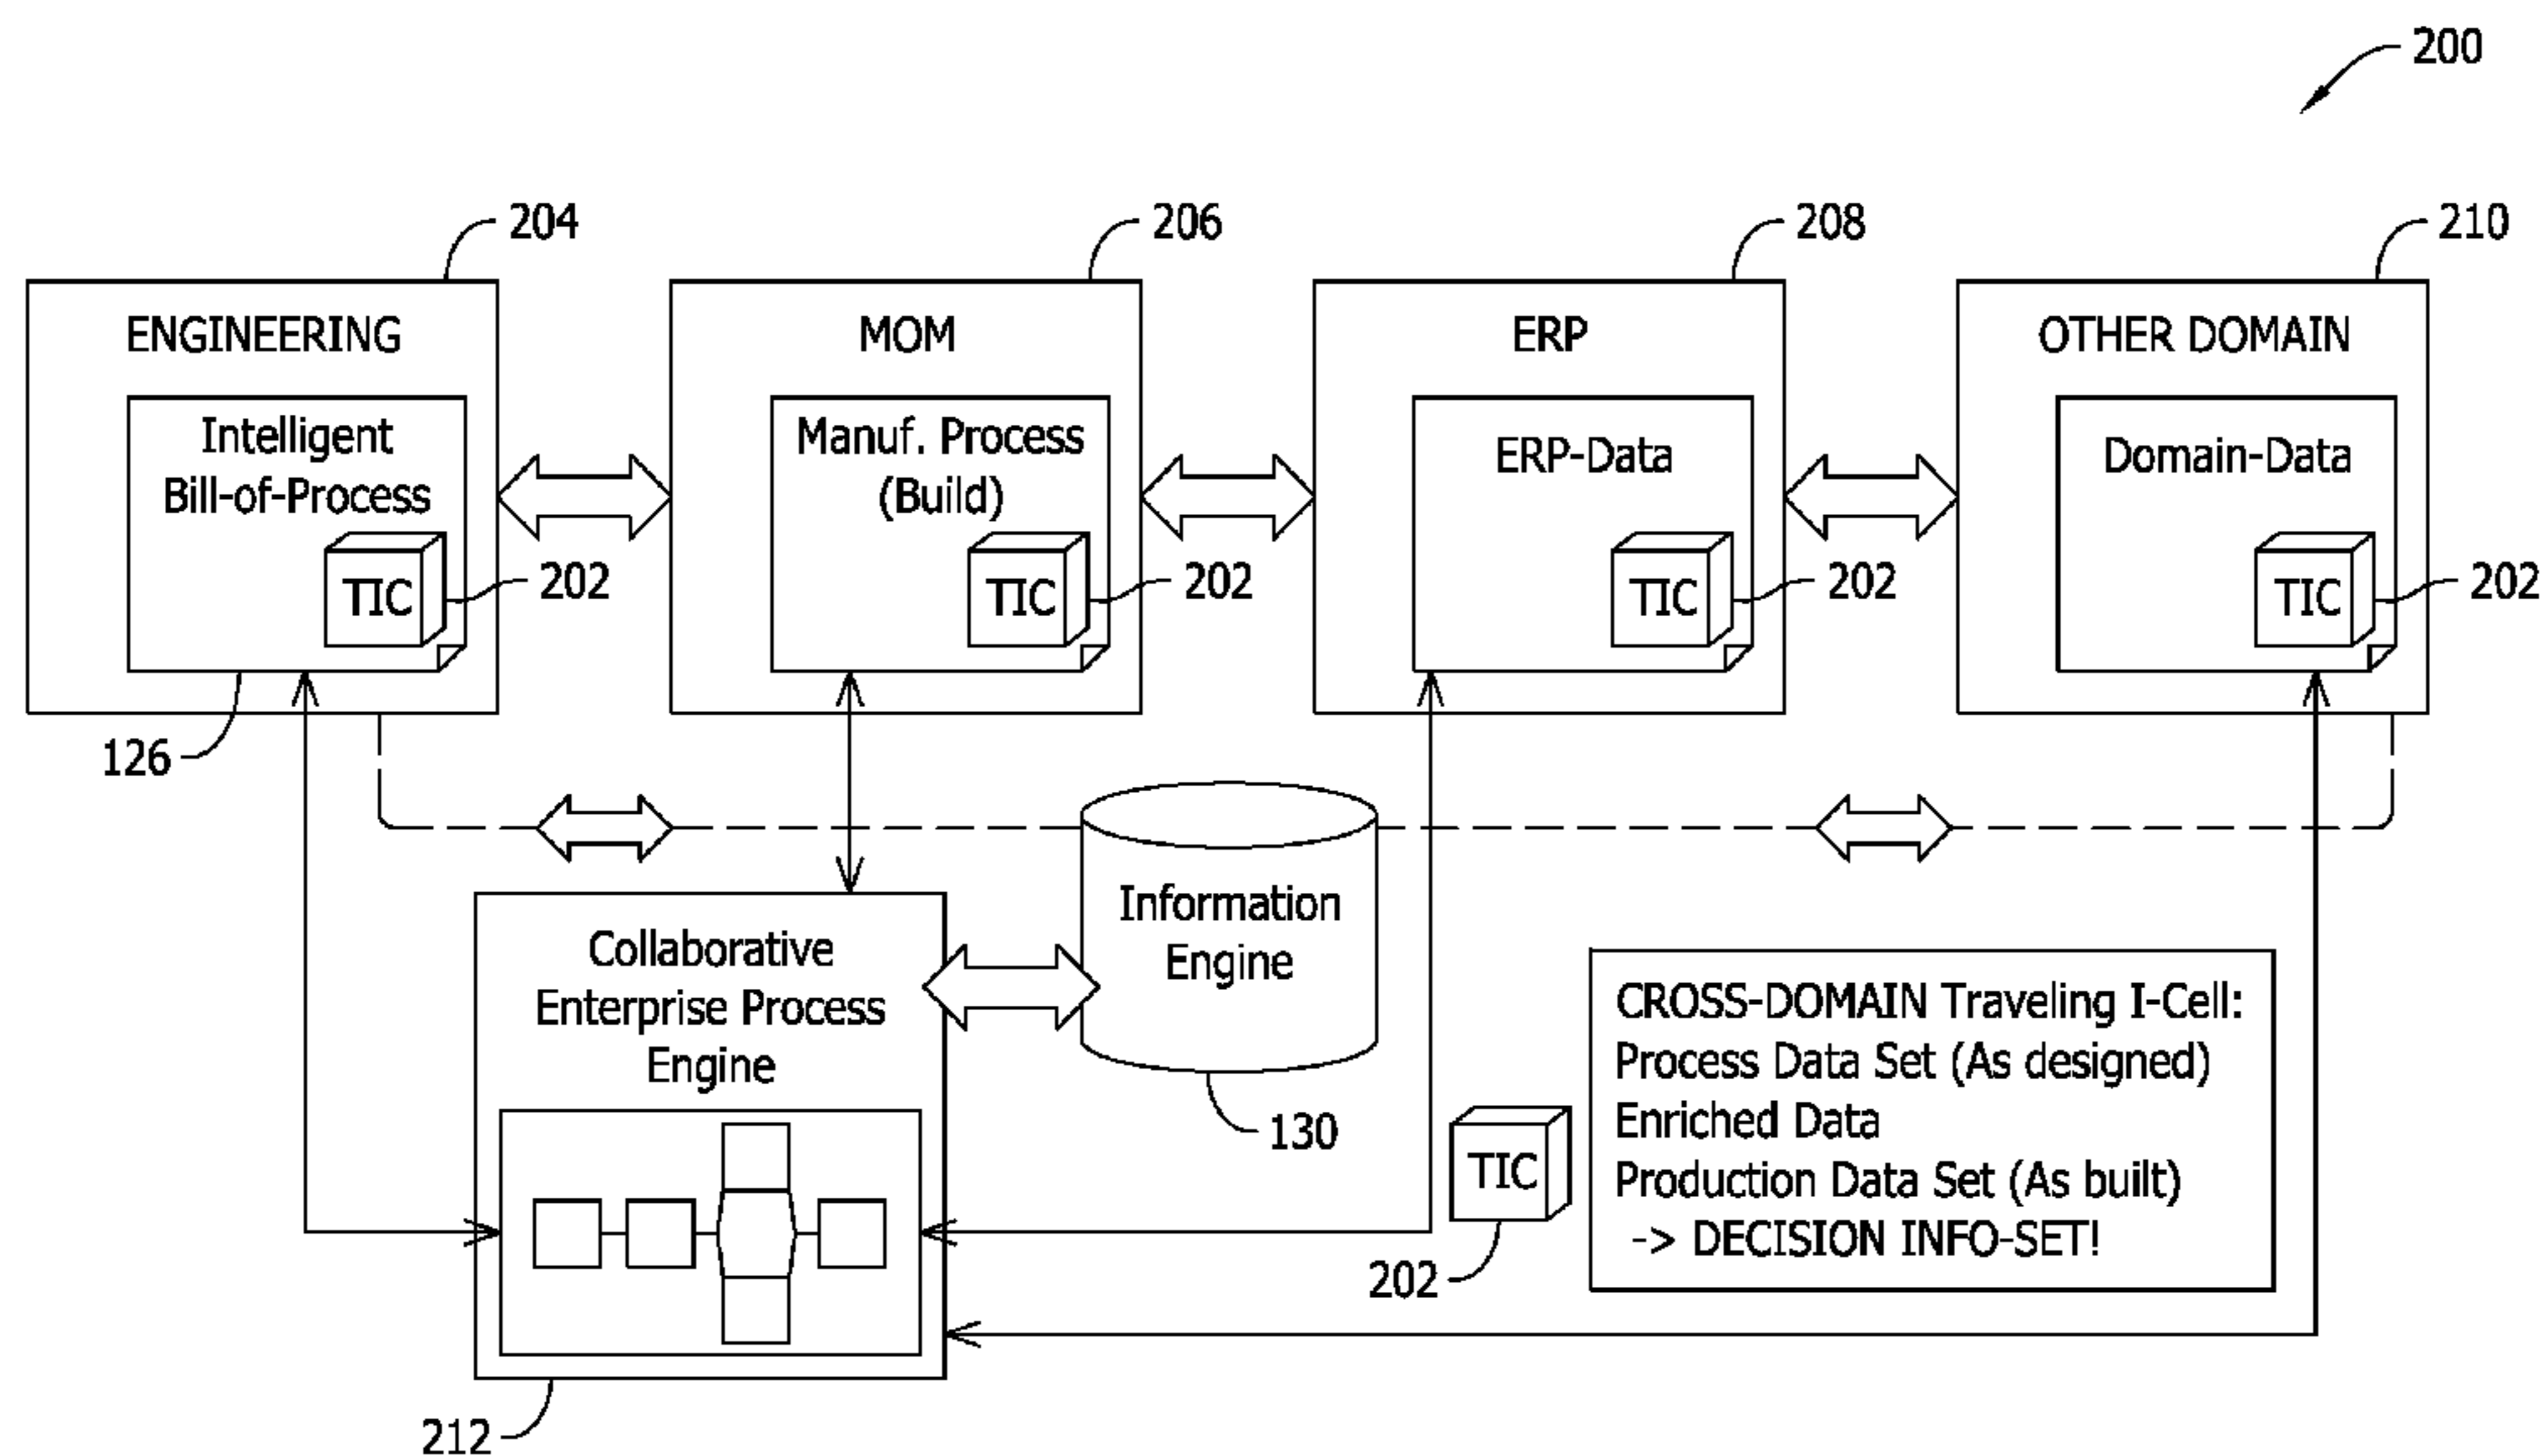 200
204
206
208
210
ENGINEERING
MOM
ERP
OTHER DOMAIN
Intelligent
Bill-of-Process
Manuf. Process
(Build)
ERP-Data
Domain-Data
TIC
202
TIC
202
TIC
202
TIC
202
126
Information
Engine
130
Collaborative
Enterprise Process
Engine
212
TIC
202
CROSS-DOMAIN Traveling I-Cell:
Process Data Set (As designed)
Enriched Data
Production Data Set (As built)
-> DECISION INFO-SET!